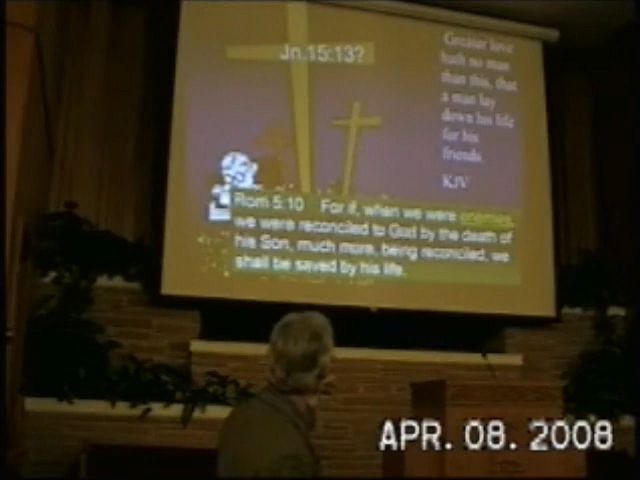 Jn.15:13?
Greater love
hath no man
than this, that
a man lay
down his life
for his
friends.
KJV
Rom 5:10 For if, when we were enemies,
we were reconciled to God by the death of
his Son, much more, being reconciled, we
shall be saved by his life.
APR. 08. 2008